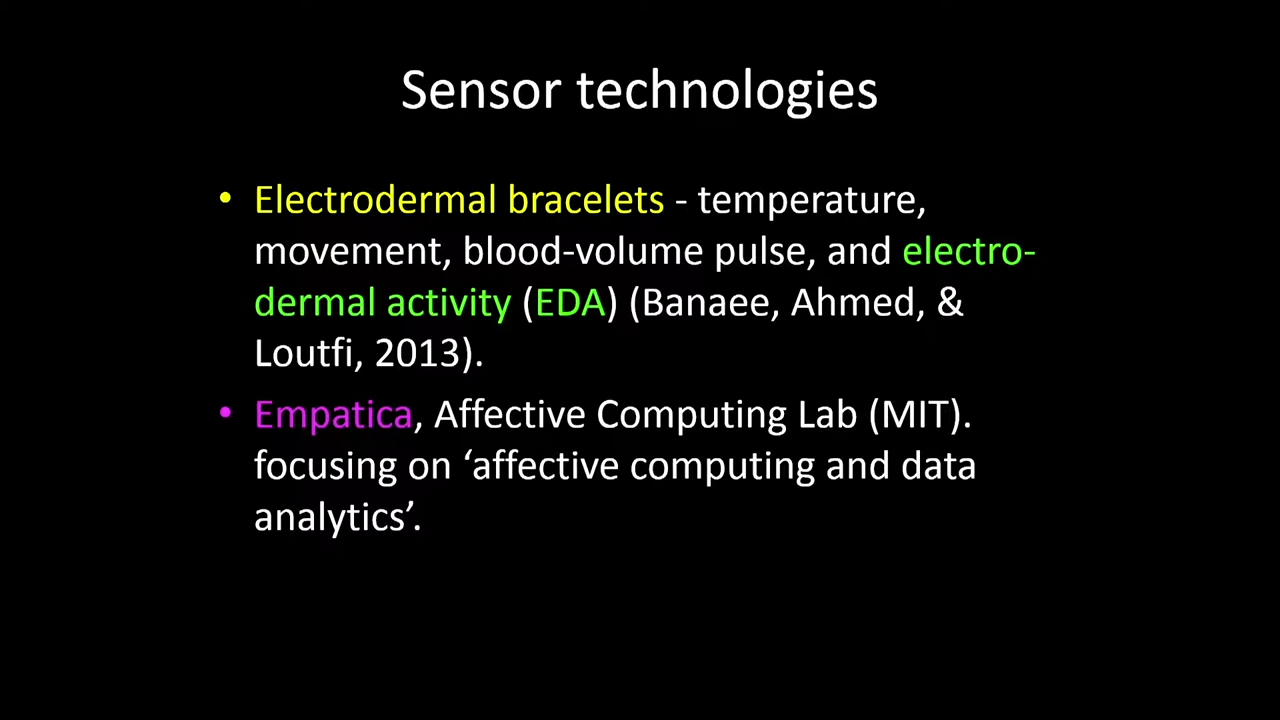 Sensor technologies
• Electrodermal bracelets - temperature,
movement, blood-volume pulse, and electro-
dermal activity (EDA) (Banaee, Ahmed, &
Loutfi, 2013).
• Empatica, Affective Computing Lab (MIT).
focusing on ‘affective computing and data
analytics’.